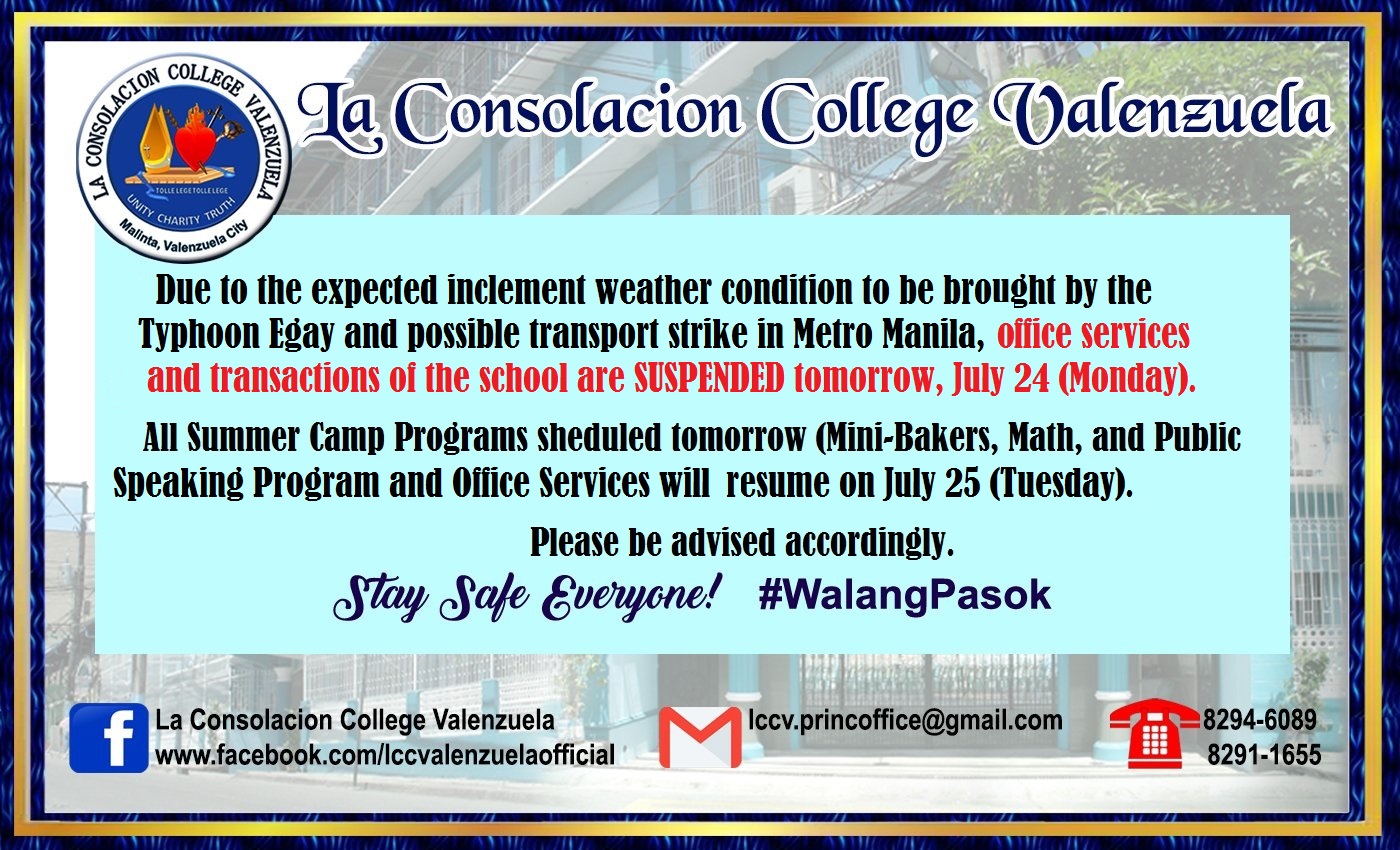 LA CONSOLACION COLLEGE VALENZUELA
TOLLE LEGE TOLLE LEGE
UNITY CHARITY TRUTH
Malinta, Valenzuela City
La Consolacion College Valenzuela
Due to the expected inclement weather condition to be brought by the
Typhoon Egay and possible transport strike in Metro Manila, office services
and transactions of the school are SUSPENDED tomorrow, July 24 (Monday).
All Summer Camp Programs sheduled tomorrow (Mini-Bakers, Math, and Public
Speaking Program and Office Services will resume on July 25 (Tuesday).
Please be advised accordingly.
Stay Safe Everyone! #WalangPasok
La Consolacion College Valenzuela
www.facebook.com/lccvalenzuelaofficial
lccv.princoffice@gmail.com
8294-6089
8291-1655